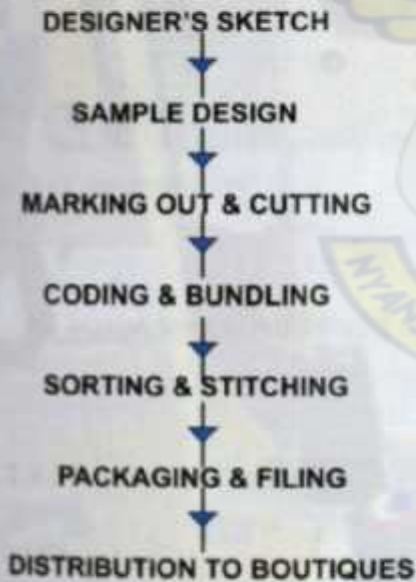 DESIGNER'S SKETCH
SAMPLE DESIGN
MARKING OUT & CUTTING
CODING & BUNDLING
SORTING & STITCHING
PACKAGING & FILING
DISTRIBUTION TO BOUTIQUES